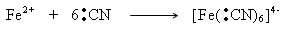 Fe²⁺ + 6:CN ⟶ [Fe(:CN)₆]⁴⁻